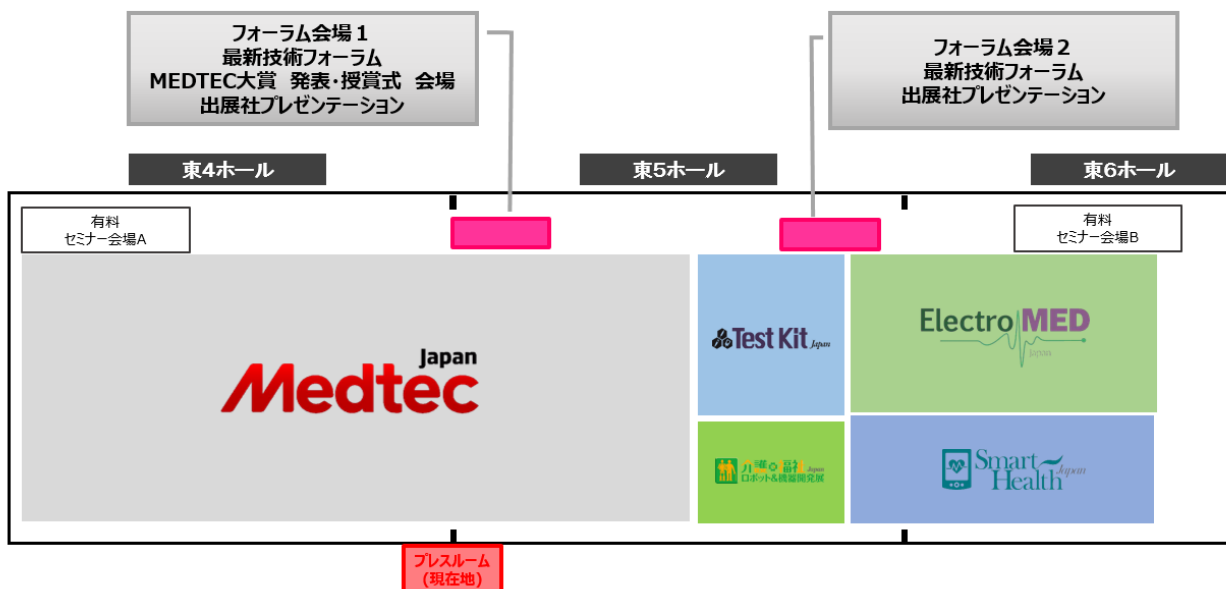 フォーラム会場1
最新技術フォーラム
MEDTEC大賞 発表・授賞式 会場
出展社プレゼンテーション
フォーラム会場2
最新技術フォーラム
出展社プレゼンテーション
東4ホール
東5ホール
東6ホール
有料
セミナー会場A
有料
セミナー会場B
Japan
Medtec
Test Kit Japan
ElectroMED
Japan
介護&福祉 Japan
ロボット&機器開発展
Smart Japan
Health
プレスルーム
(現在地)